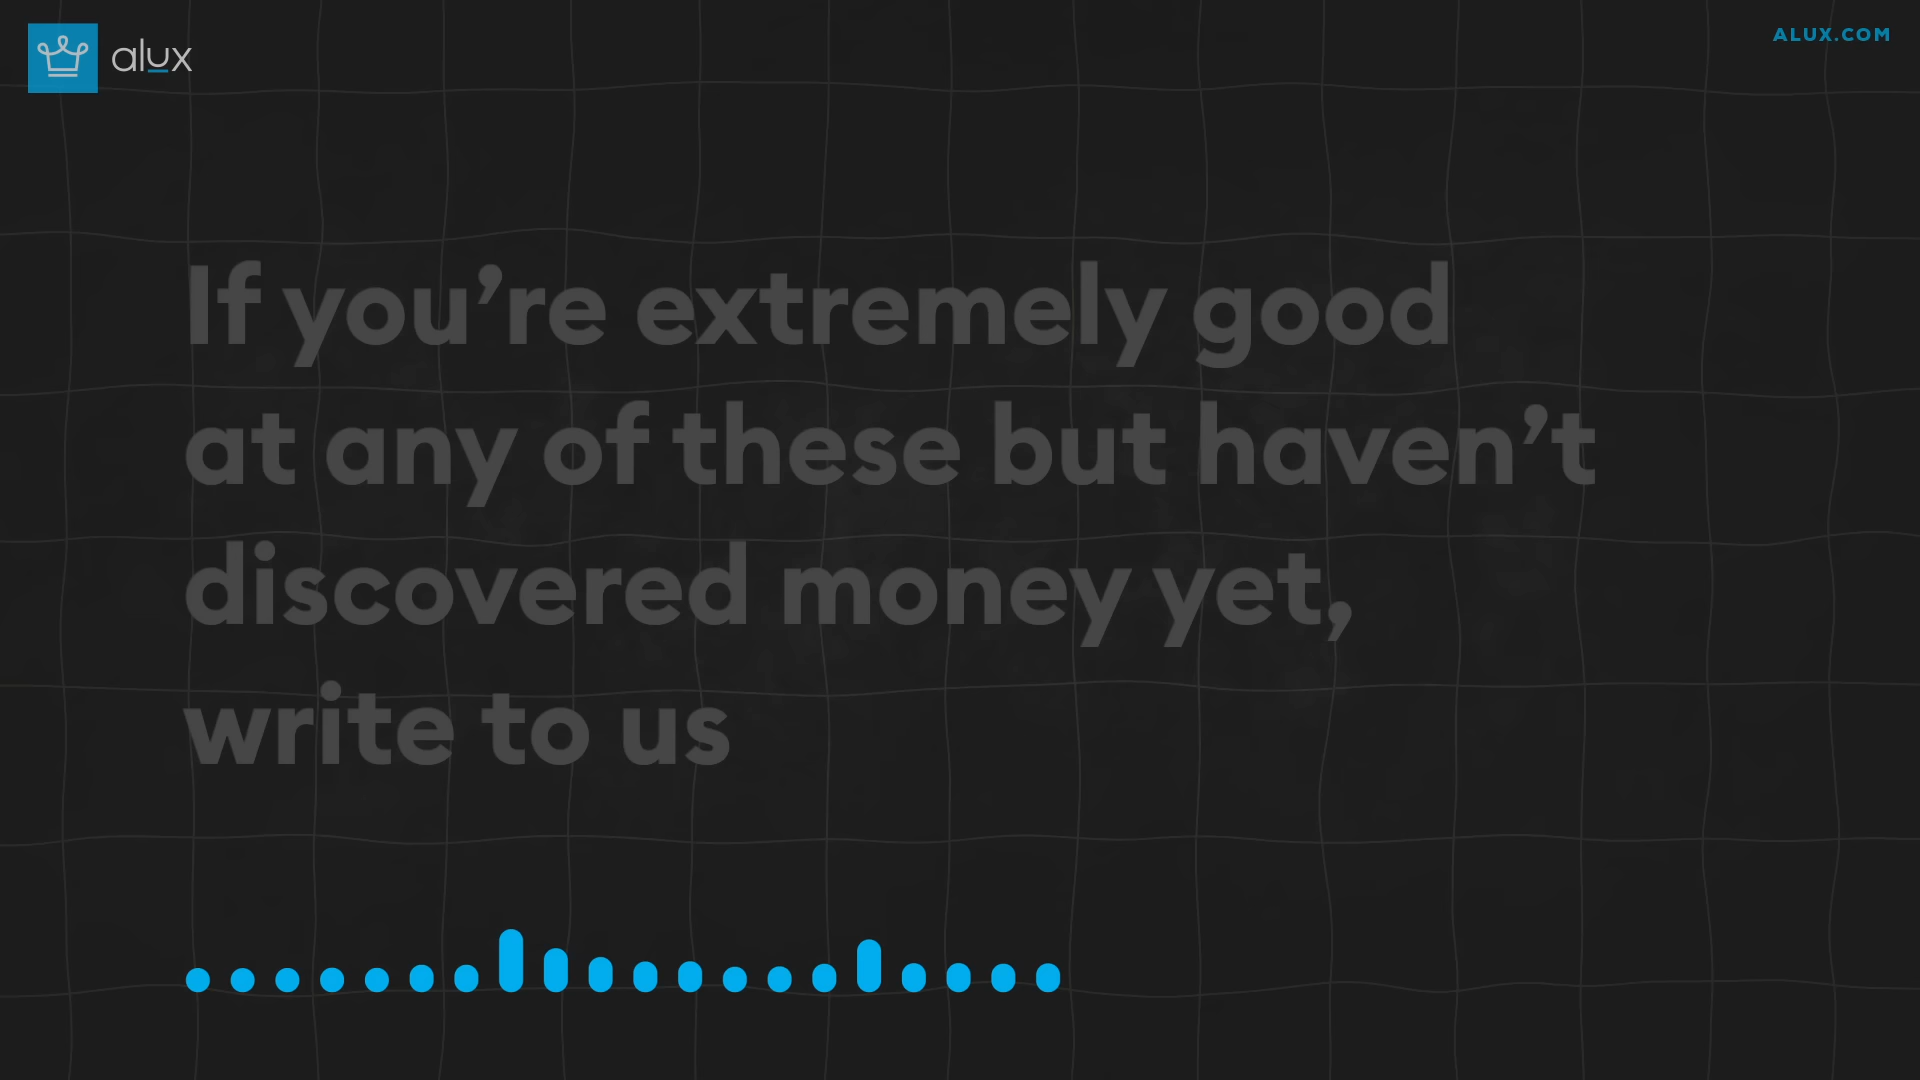 alux
ALUX.COM
If you’re extremely good
at any of these but haven’t
discovered money yet,
write to us